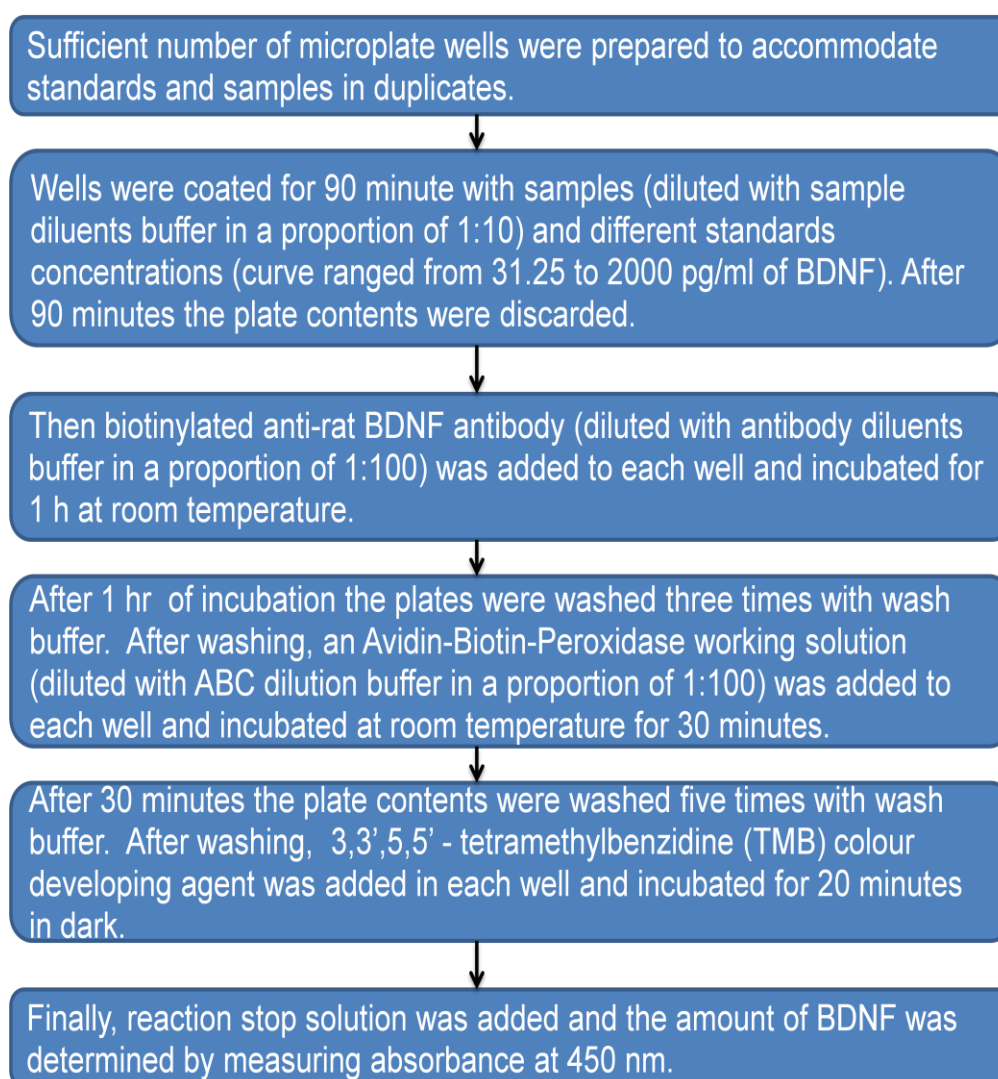 Sufficient number of microplate wells were prepared to accommodate
standards and samples in duplicates.
Wells were coated for 90 minute with samples (diluted with sample
diluents buffer in a proportion of 1:10) and different standards
concentrations (curve ranged from 31.25 to 2000 pg/ml of BDNF). After
90 minutes the plate contents were discarded.
Then biotinylated anti-rat BDNF antibody (diluted with antibody diluents
buffer in a proportion of 1:100) was added to each well and incubated for
1 h at room temperature.
After 1 hr  of incubation the plates were washed three times with wash
buffer.  After washing, an Avidin-Biotin-Peroxidase working solution
(diluted with ABC dilution buffer in a proportion of 1:100) was added to
each well and incubated at room temperature for 30 minutes.
After 30 minutes the plate contents were washed five times with wash
buffer.  After washing,  3,3’,5,5’ - tetramethylbenzidine (TMB) colour
developing agent was added in each well and incubated for 20 minutes
in dark.
Finally, reaction stop solution was added and the amount of BDNF was
determined by measuring absorbance at 450 nm.